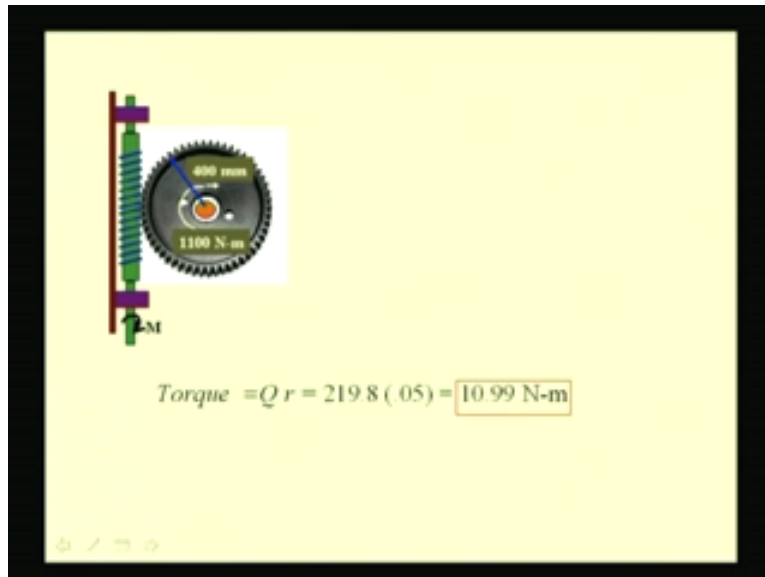 400 mm
1100 N-m
M
Torque = Q r = 219.8 (.05) = 10.99 N-m